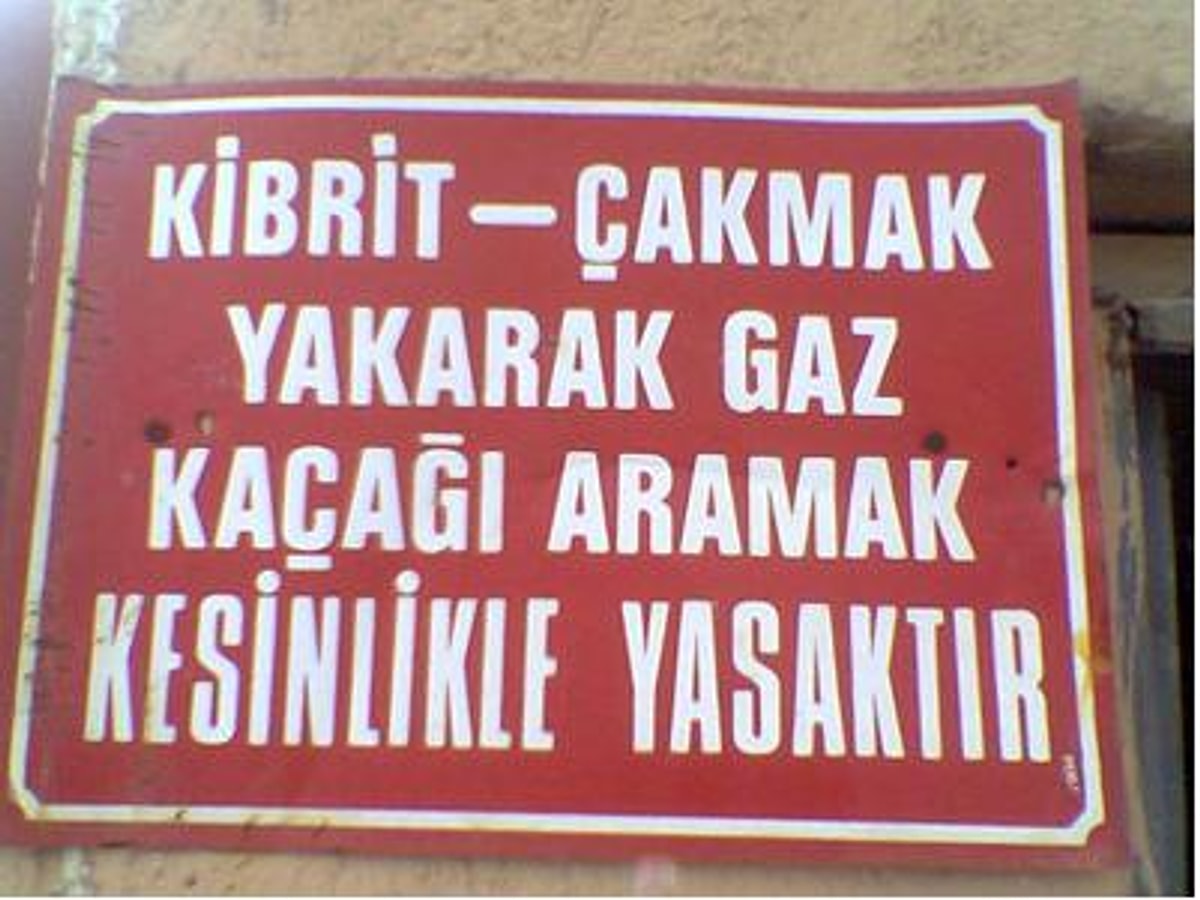 KİBRİT — ÇAKMAK
YAKARAK GAZ
KAÇAĞI ARAMAK
KESİNLİKLE YASAKTIR